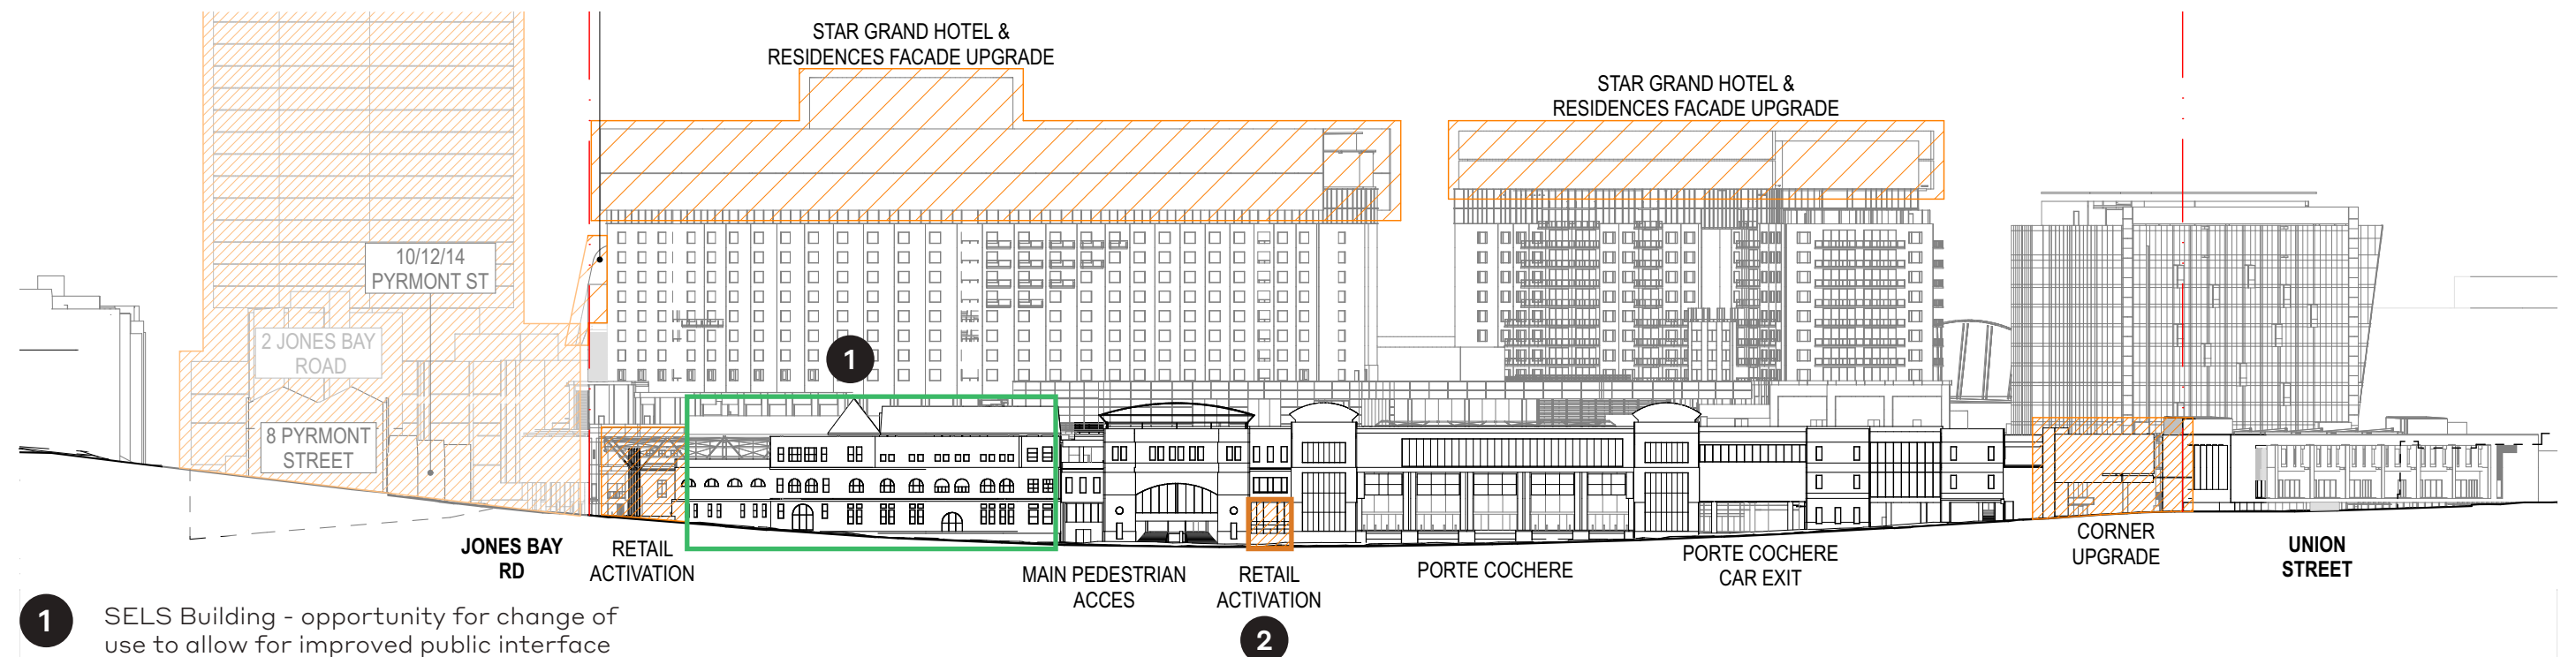 STAR GRAND HOTEL &
RESIDENCES FACADE UPGRADE
STAR GRAND HOTEL &
RESIDENCES FACADE UPGRADE
10/12/14
PYRMONT ST
2 JONES BAY
ROAD
1
8 PYRMONT
STREET
JONES BAY
RD
RETAIL
ACTIVATION
MAIN PEDESTRIAN
ACCES
RETAIL
ACTIVATION
2
PORTE COCHERE
PORTE COCHERE
CAR EXIT
CORNER
UPGRADE
UNION
STREET
1
SELS Building - opportunity for change of
use to allow for improved public interface